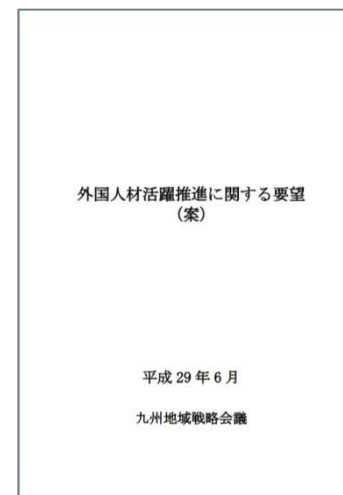 外国人材活躍推進に関する要望
（案）
平成 29 年 6 月
九州地域戦略会議